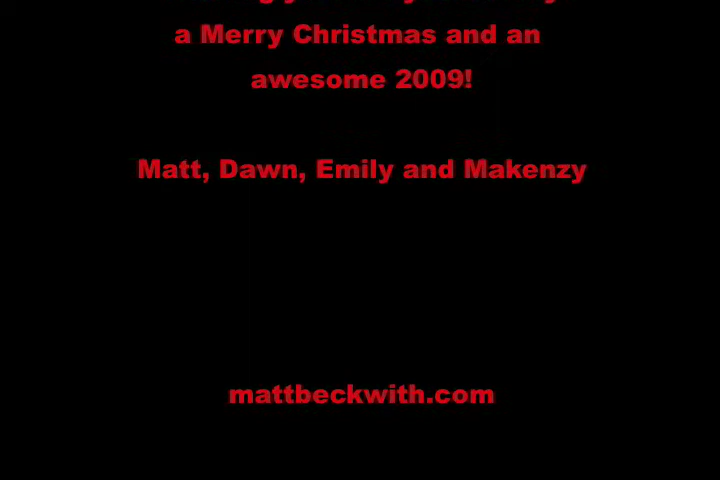 a Merry Christmas and an
awesome 2009!
Matt, Dawn, Emily and Makenzy
mattbeckwith.com